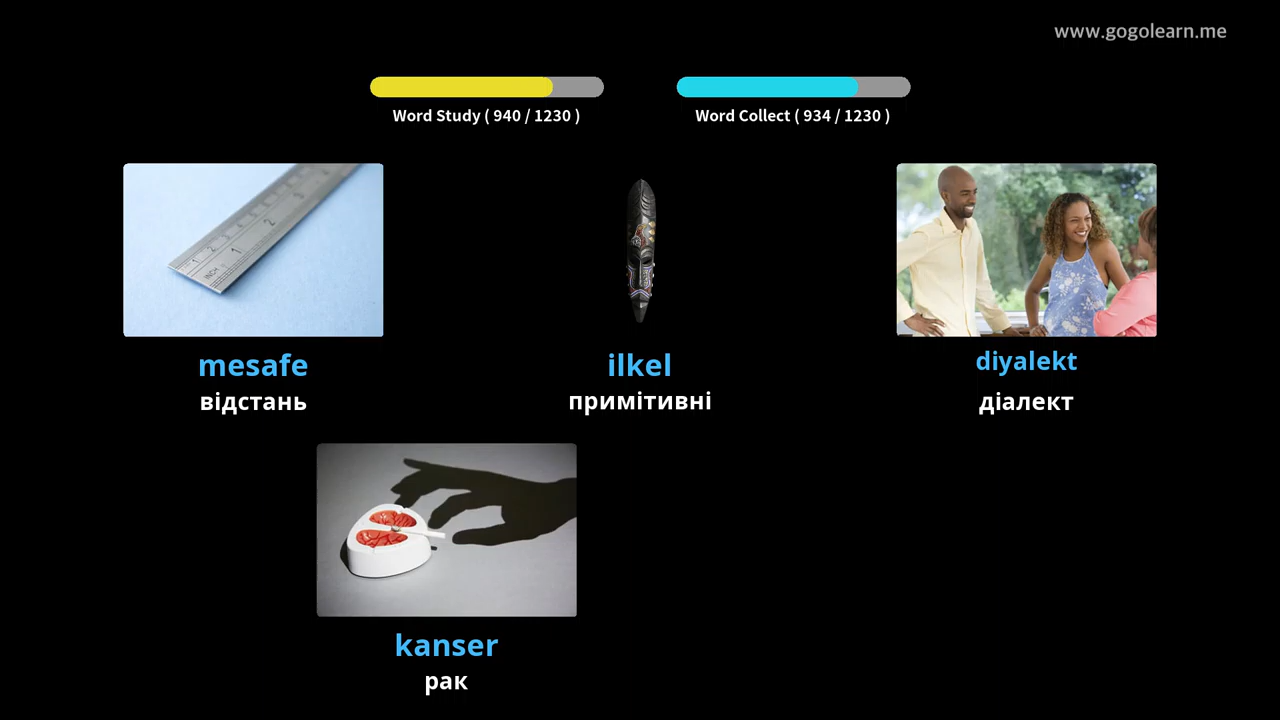 www.gogolearn.me
Word Study ( 940 / 1230 )
Word Collect ( 934 / 1230 )
mesafe
відстань
ilkel
примітивні
diyalekt
діалект
kanser
рак